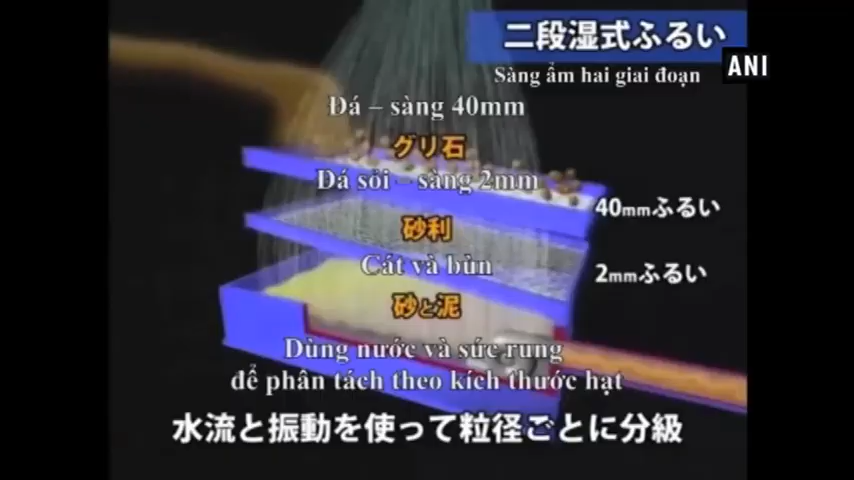 二段湿式ふるい
ANI
Sàng ẩm hai giai đoạn
Đá – sàng 40mm
グリ石
Đá sỏi – sàng 2mm
40mmふるい
砂利
Cát và bùn
2mmふるい
砂と泥
Dùng nước và sức rung
để phân tách theo kích thước hạt
水流と振動を使って粒径ごとに分級